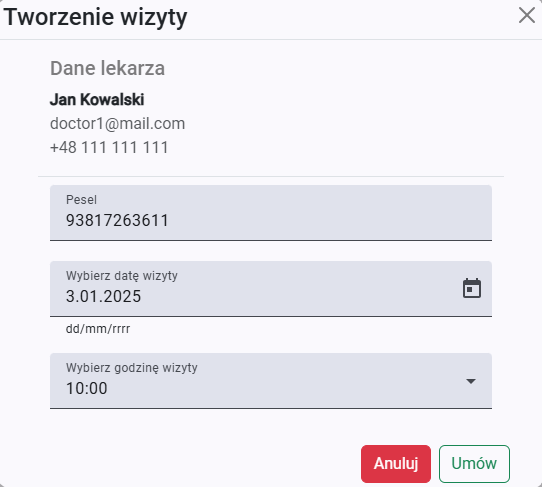 Tworzenie wizyty
Dane lekarza
Jan Kowalski
doctor1@mail.com
+48 111 111 111
Pesel
93817263611
Wybierz datę wizyty
3.01.2025
dd/mm/rrrr
Wybierz godzinę wizyty
10:00
Anuluj Umów